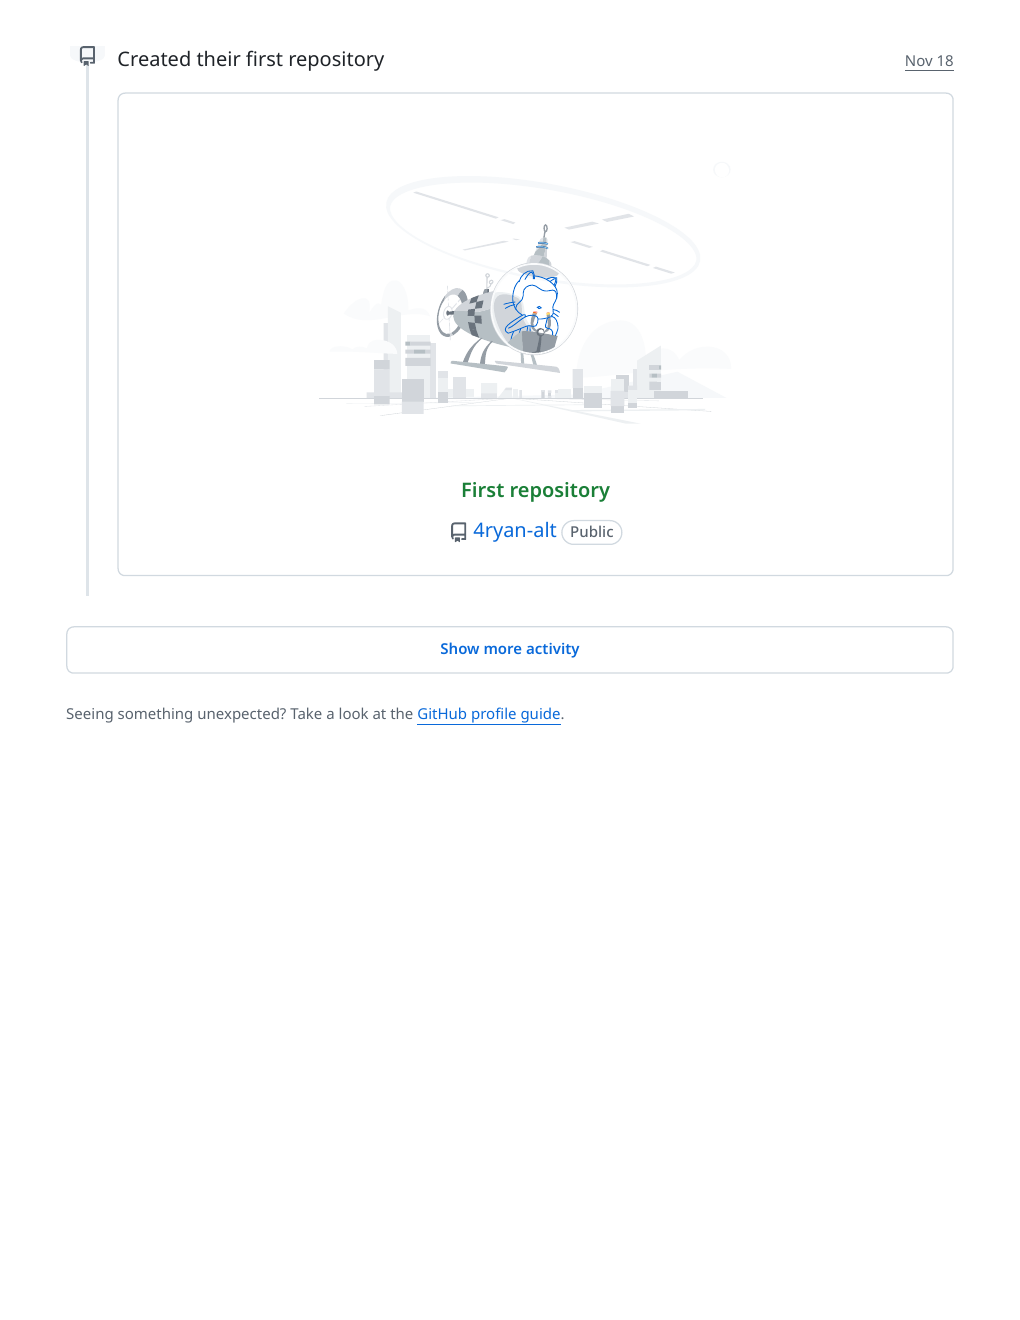 Created their first repository
Nov 18
First repository
4ryan-alt Public
Show more activity
Seeing something unexpected? Take a look at the GitHub profile guide.